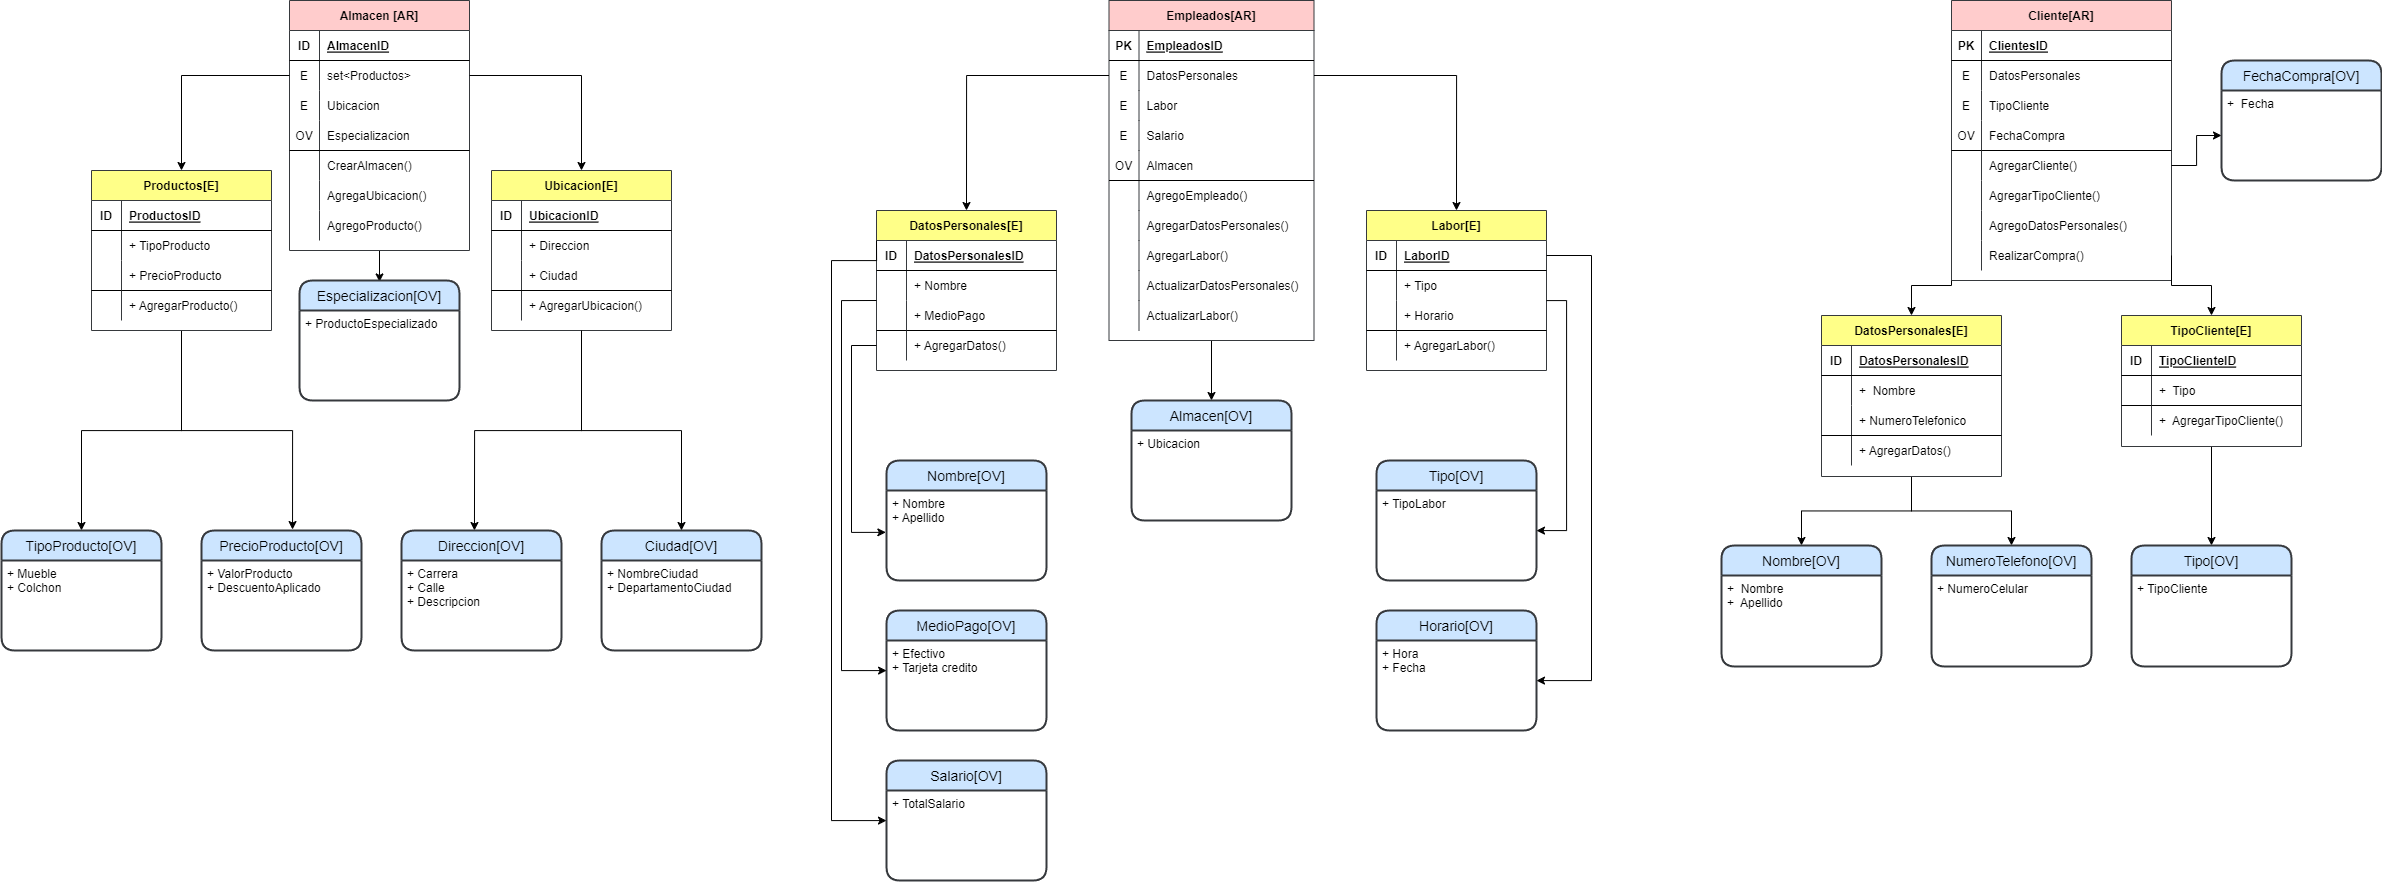 Almacen [AR]
ID AlmacenID
E set<Productos>
E Ubicacion
OV Especializacion
CrearAlmacen()
AgregaUbicacion()
AgregoProducto()
Productos[E]
ID ProductosID
+ TipoProducto
+ PrecioProducto
+ AgregarProducto()
Ubicacion[E]
ID UbicacionID
+ Direccion
+ Ciudad
+ AgregarUbicacion()
Especializacion[OV]
+ ProductoEspecializado
TipoProducto[OV]
+ Mueble
+ Colchon
PrecioProducto[OV]
+ ValorProducto
+ DescuentoAplicado
Direccion[OV]
+ Carrera
+ Calle
+ Descripcion
Ciudad[OV]
+ NombreCiudad
+ DepartamentoCiudad
Empleados[AR]
PK EmpleadosID
E DatosPersonales
E Labor
E Salario
OV Almacen
AgregoEmpleado()
AgregarDatosPersonales()
AgregarLabor()
ActualizarDatosPersonales()
ActualizarLabor()
DatosPersonales[E]
ID DatosPersonalesID
+ Nombre
+ MedioPago
+ AgregarDatos()
Labor[E]
ID LaborID
+ Tipo
+ Horario
+ AgregarLabor()
Almacen[OV]
+ Ubicacion
Nombre[OV]
+ Nombre
+ Apellido
MedioPago[OV]
+ Efectivo
+ Tarjeta credito
Salario[OV]
+ TotalSalario
Tipo[OV]
+ TipoLabor
Horario[OV]
+ Hora
+ Fecha
Cliente[AR]
PK ClientesID
E DatosPersonales
E TipoCliente
OV FechaCompra
AgregarCliente()
AgregarTipoCliente()
AgregoDatosPersonales()
RealizarCompra()
FechaCompra[OV]
+ Fecha
DatosPersonales[E]
ID DatosPersonalesID
+ Nombre
+ NumeroTelefonico
+ AgregarDatos()
TipoCliente[E]
ID TipoClienteID
+ Tipo
+ AgregarTipoCliente()
Nombre[OV]
+ Nombre
+ Apellido
NumeroTelefono[OV]
+ NumeroCelular
Tipo[OV]
+ TipoCliente